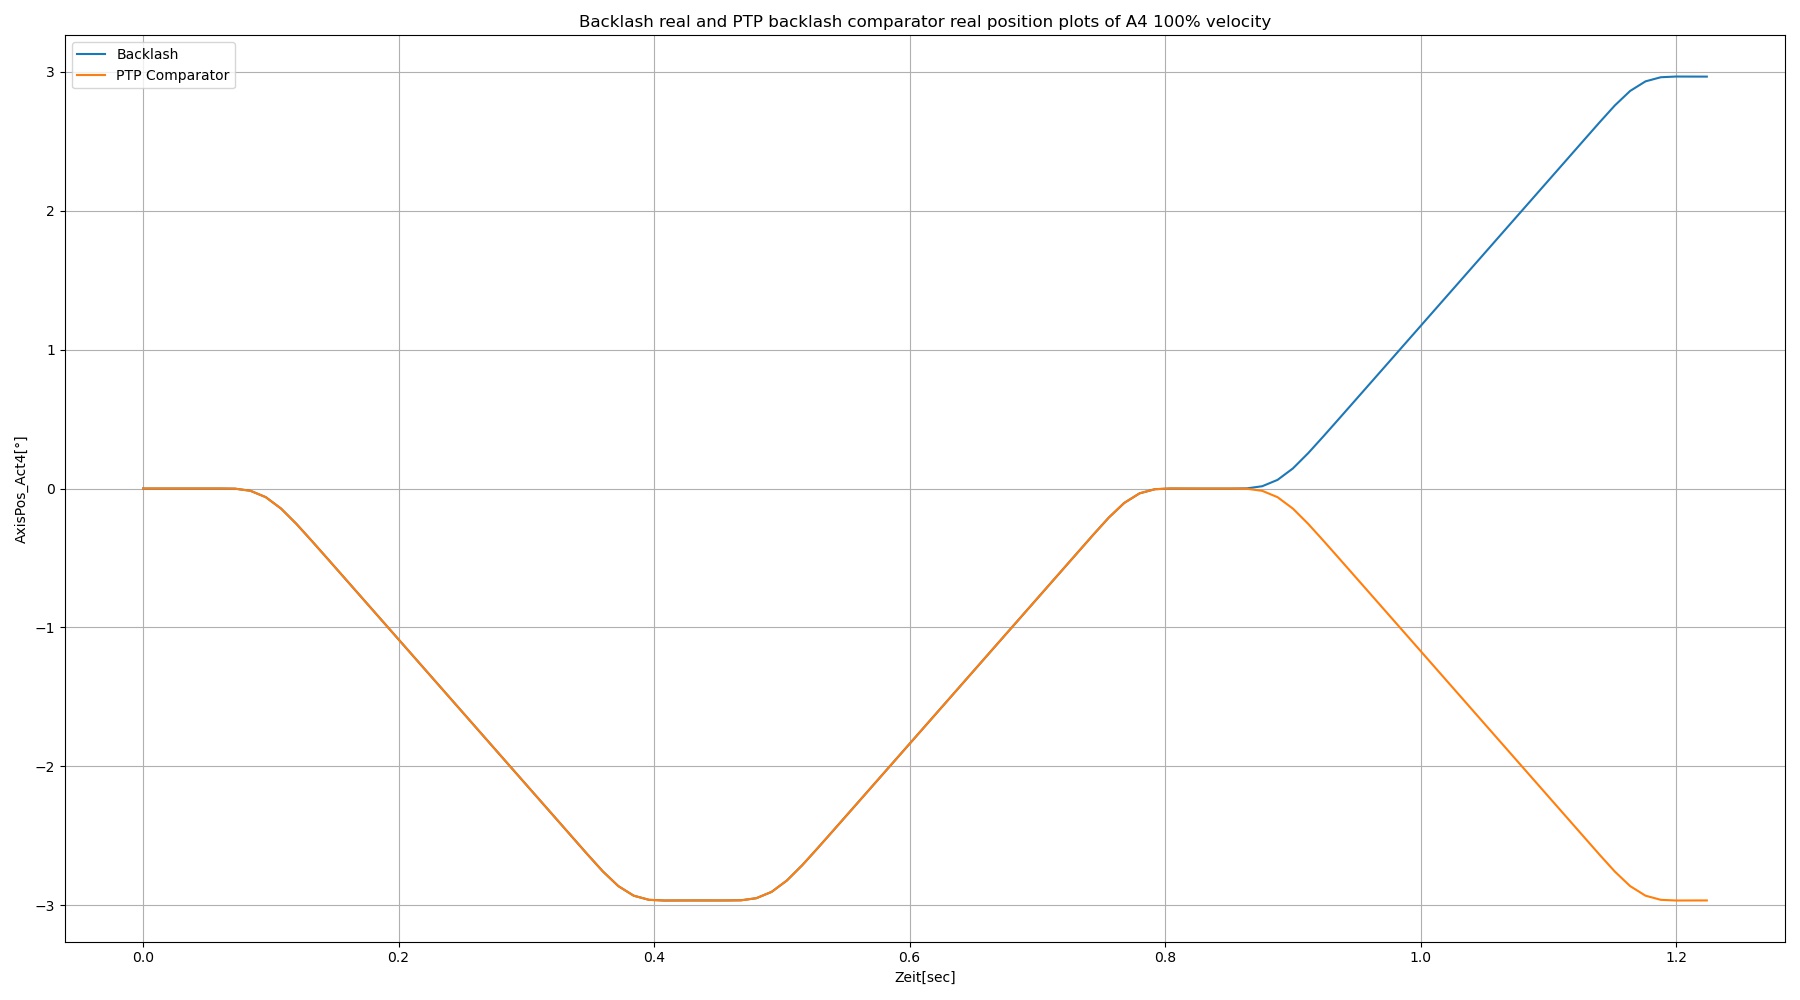 Backlash real and PTP backlash comparator real position plots of A4 100% velocity
Backlash
PTP Comparator
3
2
1
0
−1
−2
−3
AxisPos_Act4[°]
0.0 0.2 0.4 0.6 0.8 1.0 1.2
Zeit[sec]